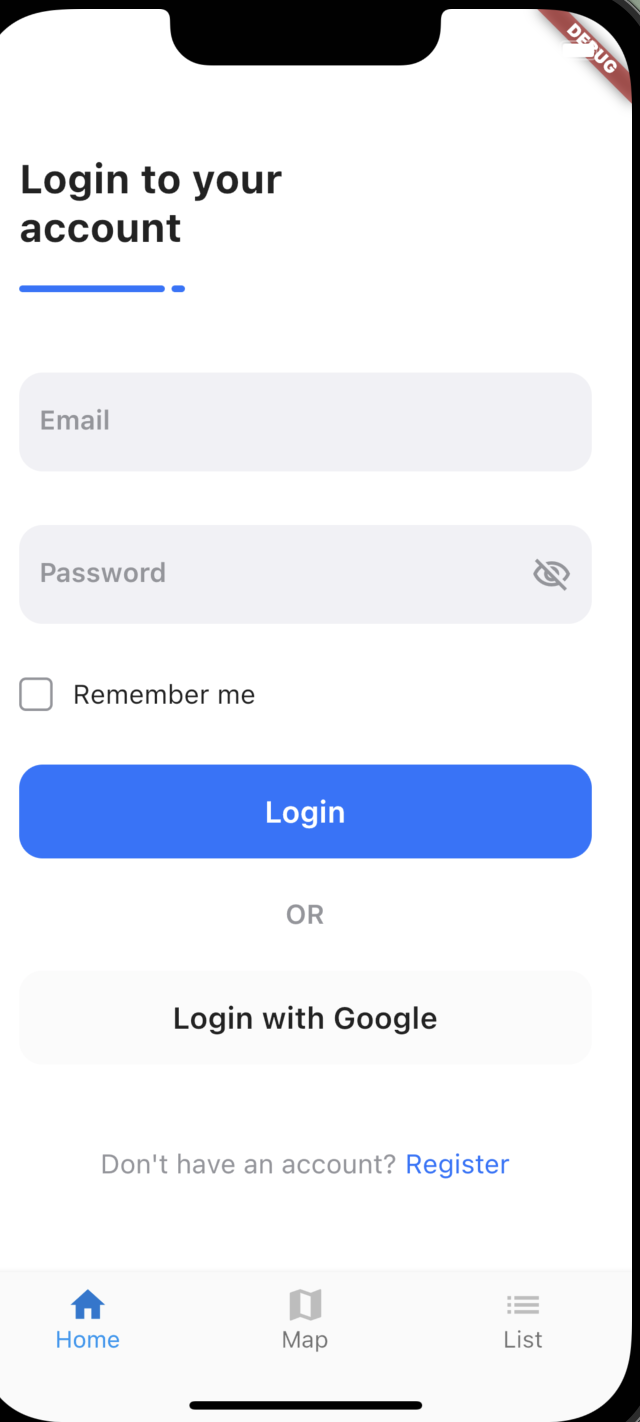 DEBUG
Login to your
account
Email
Password
Remember me
Login
OR
Login with Google
Don't have an account? Register
Home
Map
List